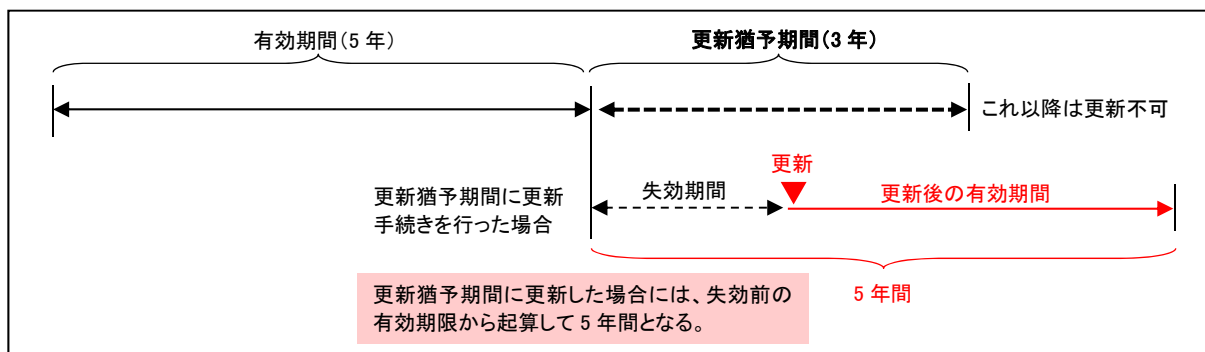 有効期間(5 年)
更新猶予期間(3 年)
これ以降は更新不可
更新
更新猶予期間に更新
手続きを行った場合
失効期間
更新後の有効期間
5 年間
更新猶予期間に更新した場合には、失効前の
有効期限から起算して 5 年間となる。